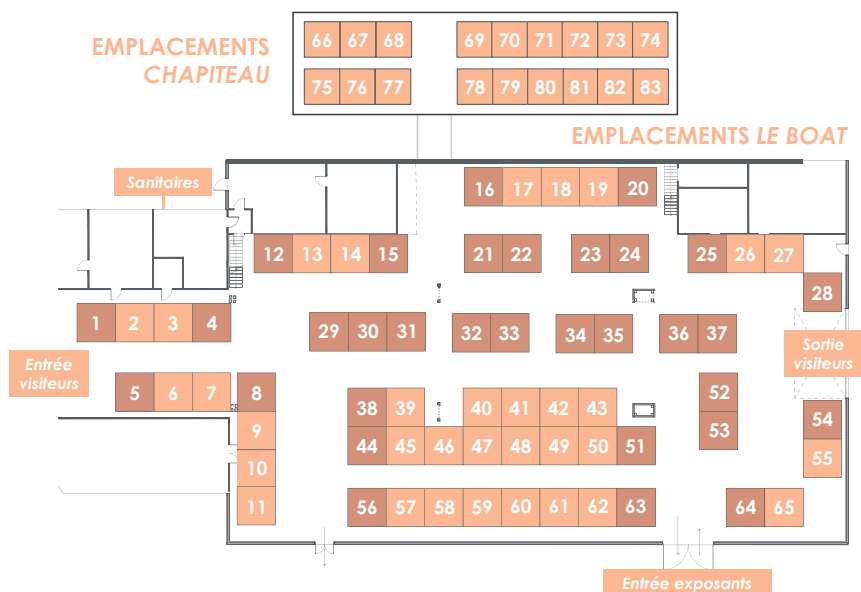 EMPLACEMENTS
CHAPITEAU
66 67 68 69 70 71 72 73 74
75 76 77 78 79 80 81 82 83
EMPLACEMENTS LE BOAT
Sanitaires
16 17 18 19 20
12 13 14 15 21 22 23 24 25 26 27
28
1 2 3 4 29 30 31 32 33 34 35 36 37
Entrée
visiteurs
Sortie
visiteurs
5 6 7 8 38 39 40 41 42 43 52
9 44 45 46 47 48 49 50 51 53 54
10 55
11 56 57 58 59 60 61 62 63 64 65
Entrée exposants